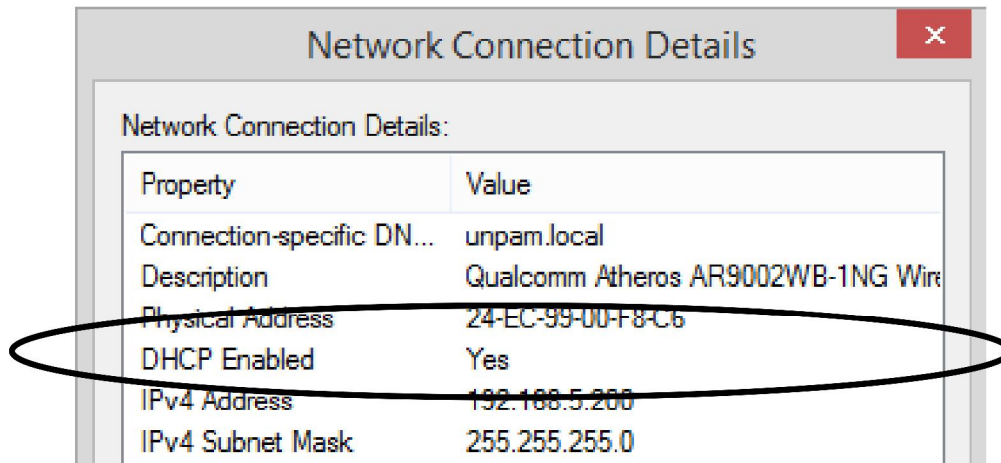 Network Connection Details
Network Connection Details:
Property Value
Connection-specific DN... unpam.local
Description Qualcomm Atheros AR9002WB-1NG Wire
Physical Address 24-EC-99-00-F8-C6
DHCP Enabled Yes
IPv4 Address 192.168.5.200
IPv4 Subnet Mask 255.255.255.0